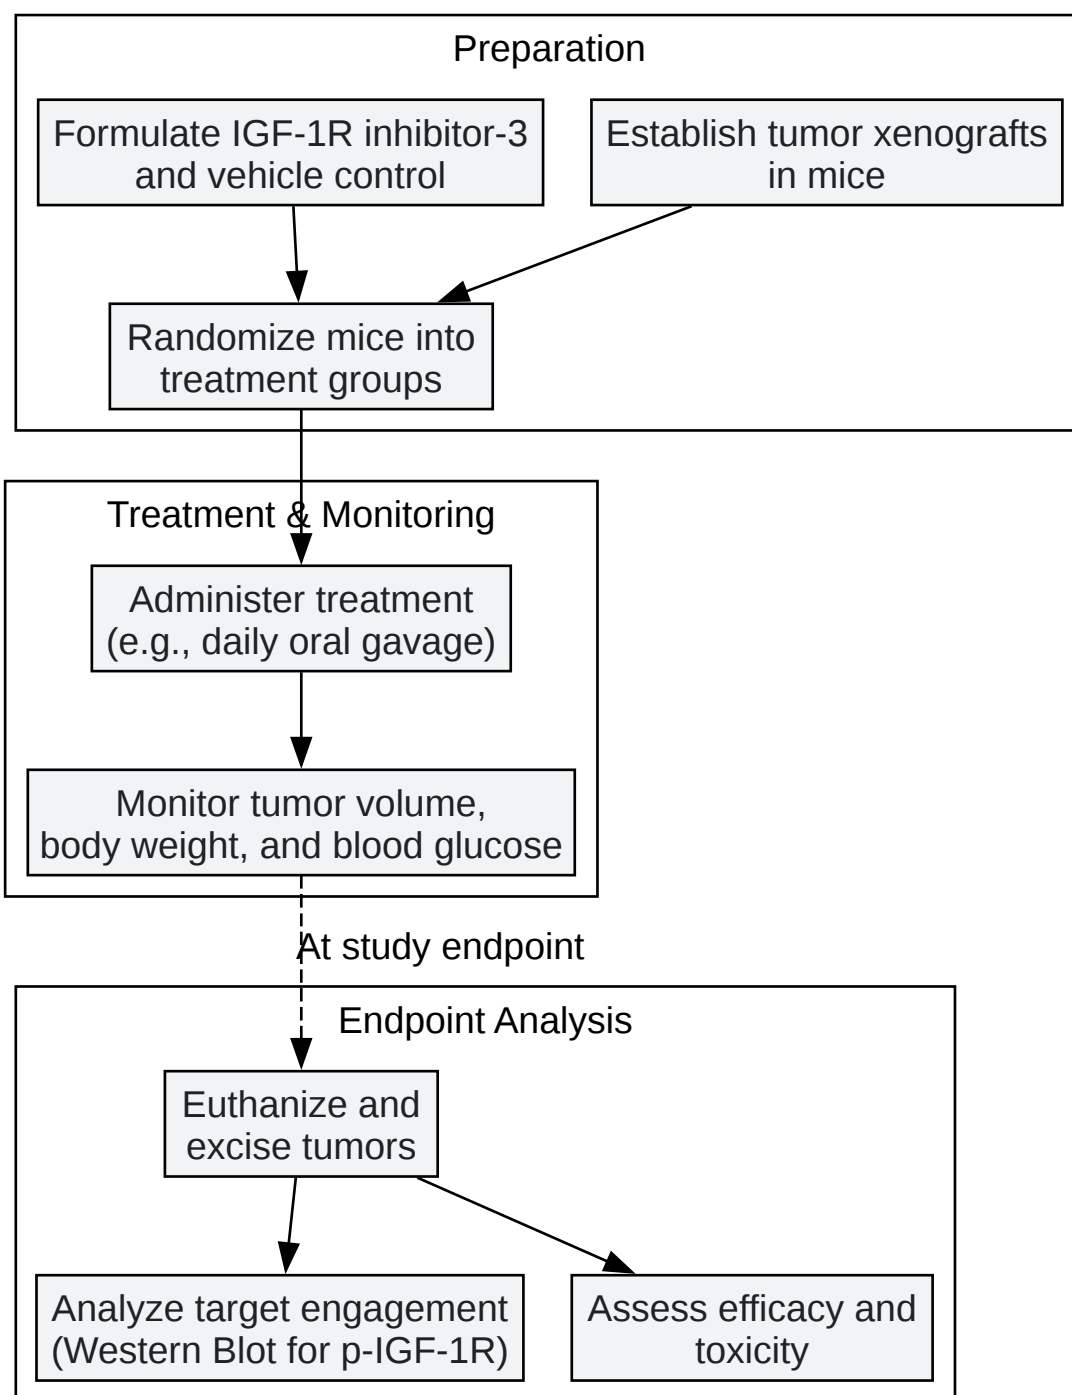 Preparation
Formulate IGF-1R inhibitor-3
and vehicle control
Establish tumor xenografts
in mice
Randomize mice into
treatment groups
Treatment & Monitoring
Administer treatment
(e.g., daily oral gavage)
Monitor tumor volume,
body weight, and blood glucose
At study endpoint
Endpoint Analysis
Euthanize and
excise tumors
Analyze target engagement
(Western Blot for p-IGF-1R)
Assess efficacy and
toxicity